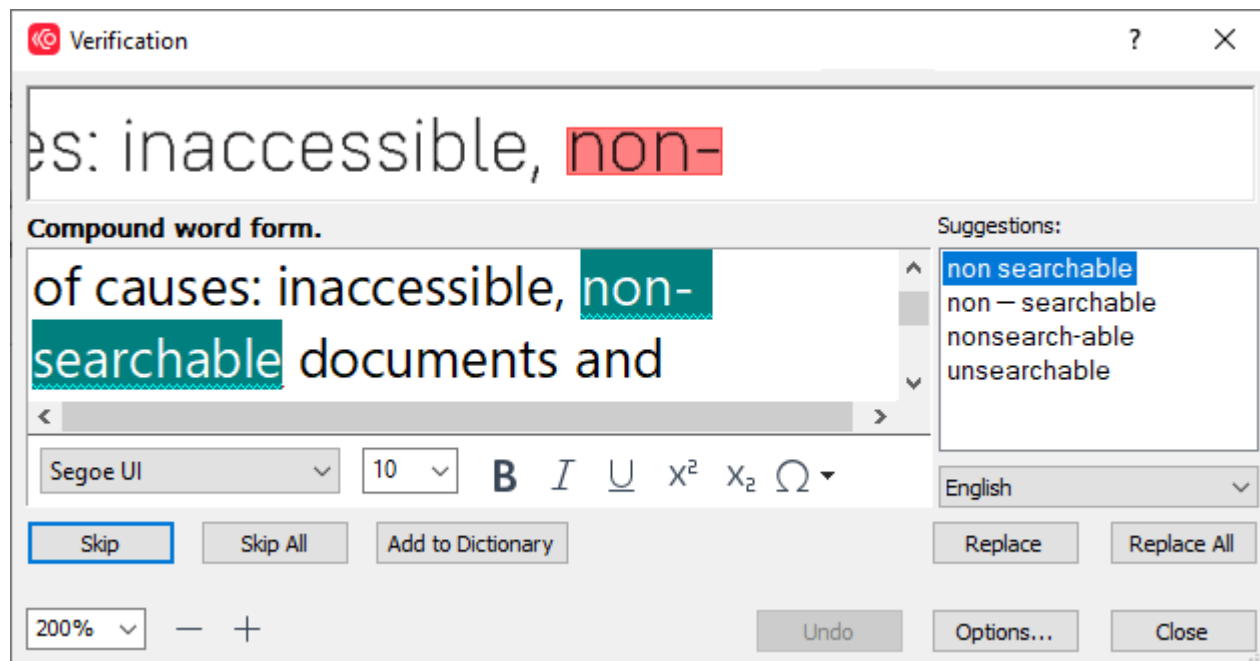 Verification
?
es: inaccessible, non-
Compound word form.
of causes: inaccessible, non-
searchable documents and
Suggestions:
non searchable
non — searchable
nonsearch-able
unsearchable
Segoe UI 10 B I U X² X₂ Ω
English
Skip Skip All Add to Dictionary Replace Replace All
200% — + Undo Options... Close